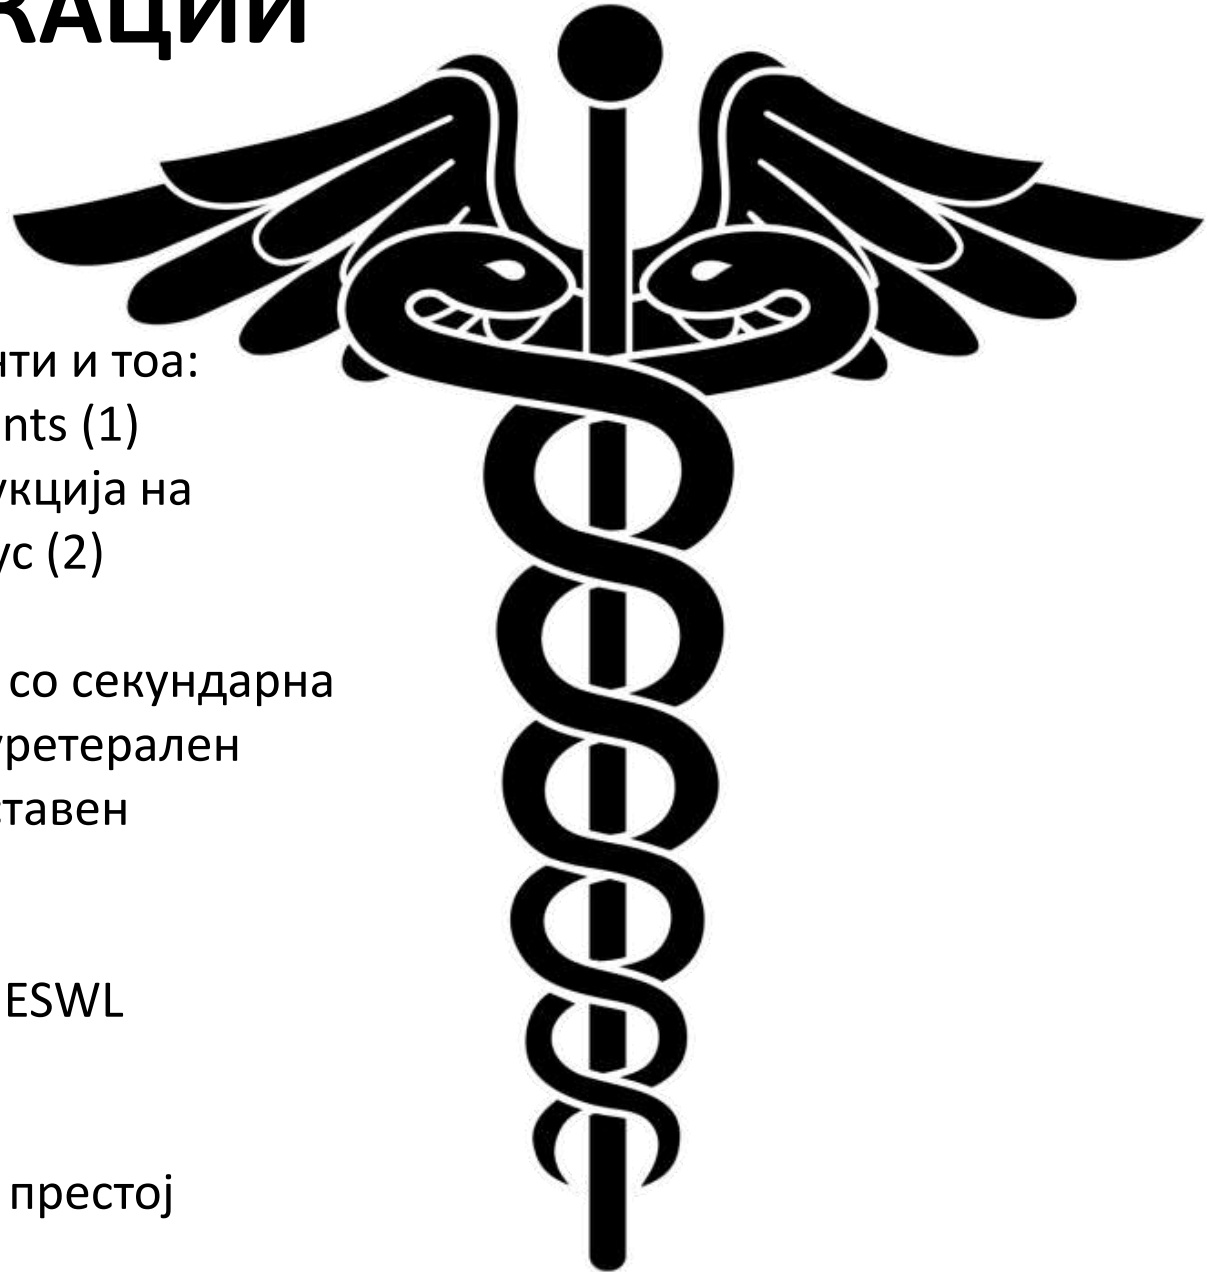 КАЦИИ
нти и тоа:
nts (1)
укција на
ус (2)
со секундарна
уретерален
ставен
ESWL
престој